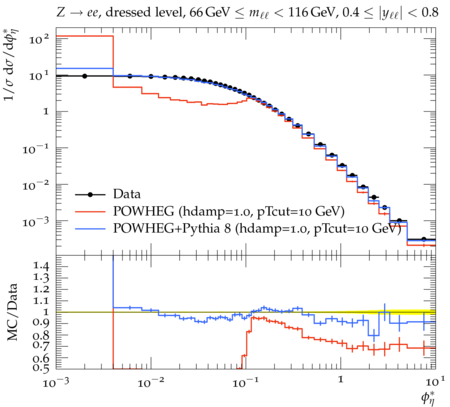 Z → ee, dressed level, 66 GeV ≤ mℓℓ < 116 GeV, 0.4 ≤ |yℓℓ| < 0.8
1/σ dσ/dφ*η
10²
10¹
1
10⁻¹
10⁻²
10⁻³
Data
POWHEG (hdamp=1.0, pTcut=10 GeV)
POWHEG+Pythia 8 (hdamp=1.0, pTcut=10 GeV)
MC/Data
1.4
1.3
1.2
1.1
1
0.9
0.8
0.7
0.6
0.5
10⁻³ 10⁻² 10⁻¹ 1 10¹
φ*η